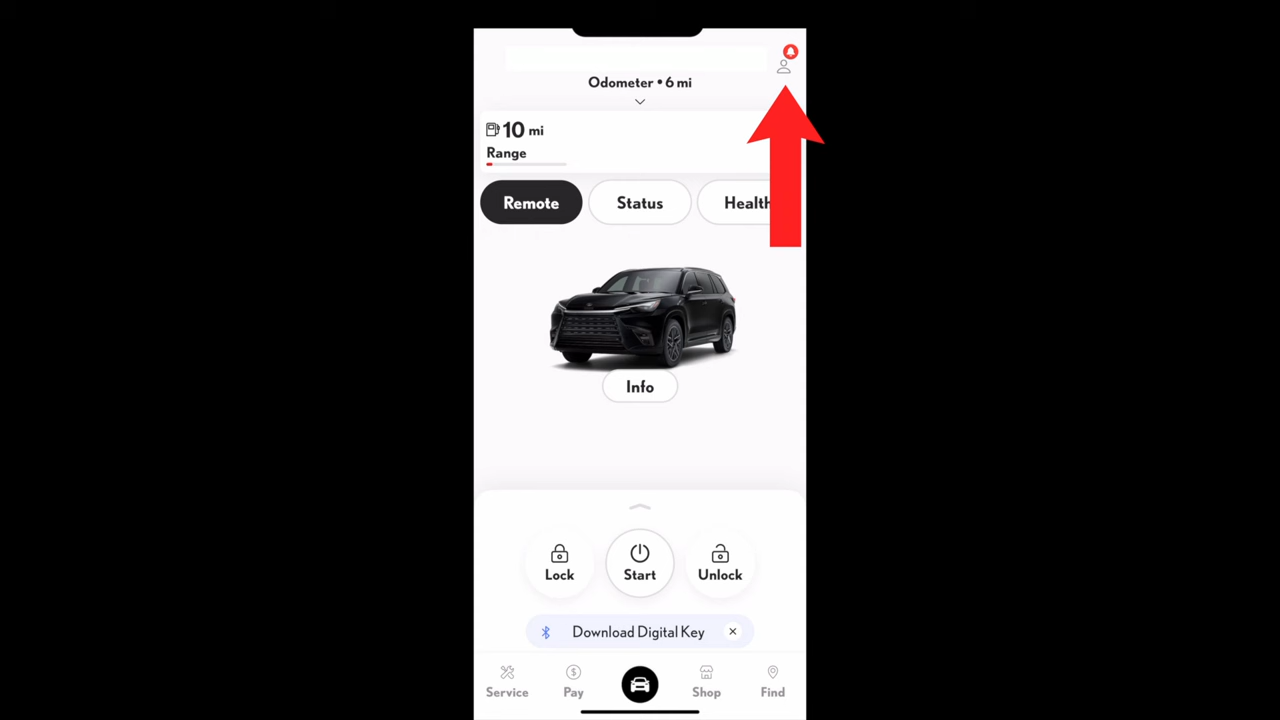 Odometer • 6 mi
10 mi
Range
Remote Status Health
Info
Lock Start Unlock
Download Digital Key
Service Pay Shop Find